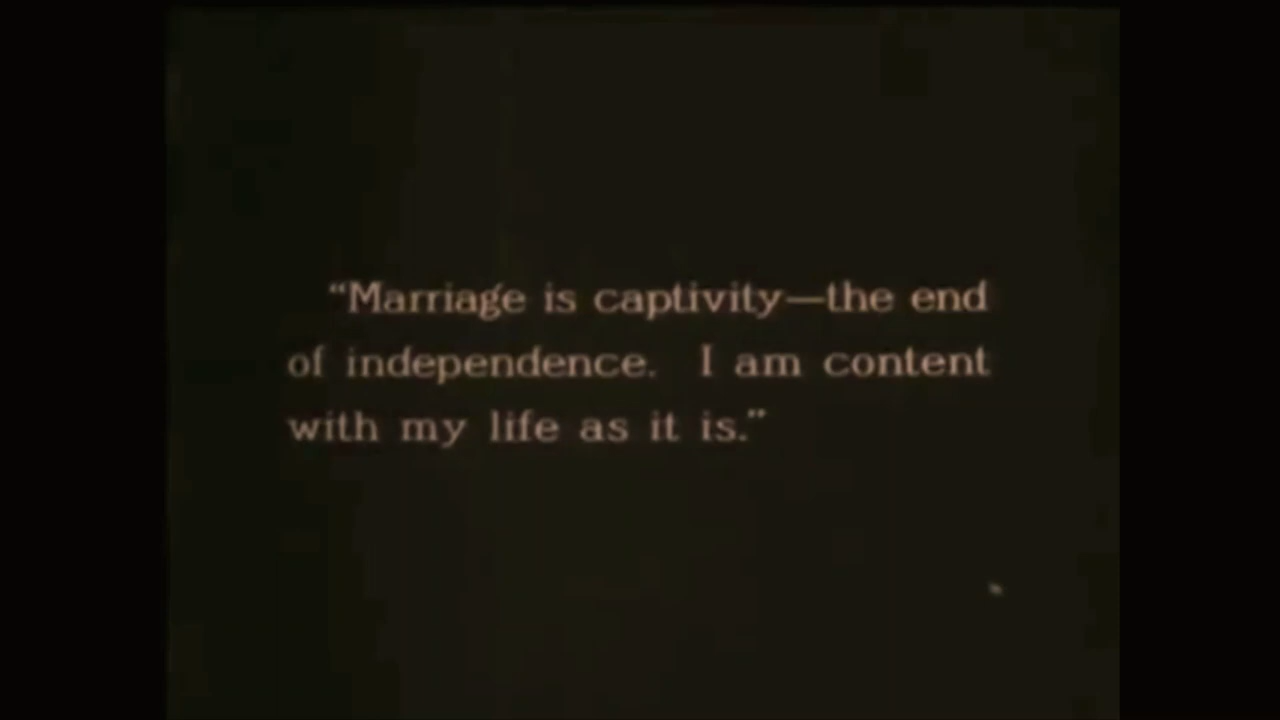 “Marriage is captivity—the end
of independence. I am content
with my life as it is.”